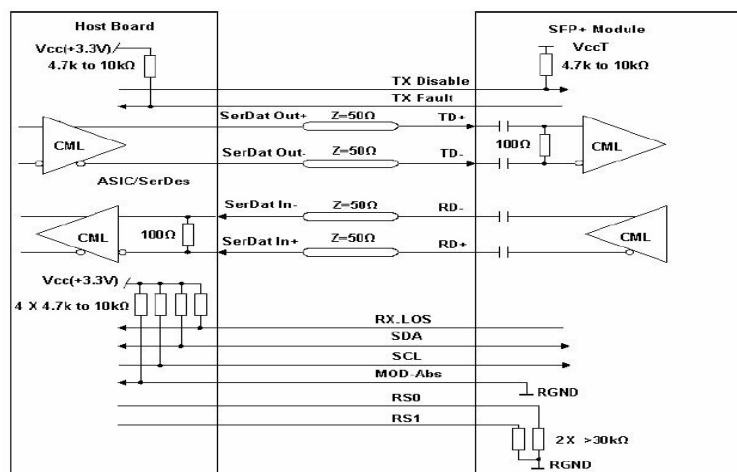 Host Board
SFP+ Module
Vcc(+3.3V)
VccT
4.7k to 10kΩ
4.7k to 10kΩ
TX Disable
TX Fault
SerDat Out+
Z=50Ω
TD+
CML
100Ω
CML
SerDat Out-
Z=50Ω
TD-
ASIC/SerDes
SerDat In-
Z=50Ω
RD-
CML
100Ω
CML
SerDat In+
Z=50Ω
RD+
Vcc(+3.3V)
4 X 4.7k to 10kΩ
RX.LOS
SDA
SCL
MOD-Abs
RGND
RS0
RS1
2 X >30kΩ
RGND